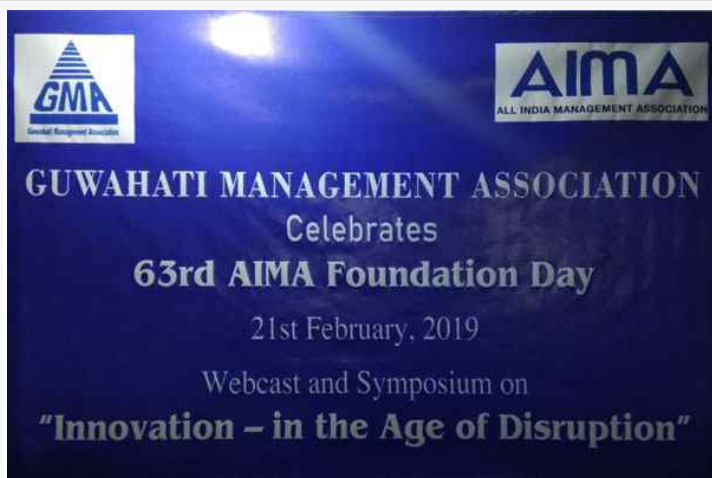 GMA
Guwahati Management Association
AIMA
ALL INDIA MANAGEMENT ASSOCIATION
GUWAHATI MANAGEMENT ASSOCIATION
Celebrates
63rd AIMA Foundation Day
21st February, 2019
Webcast and Symposium on
"Innovation – in the Age of Disruption"